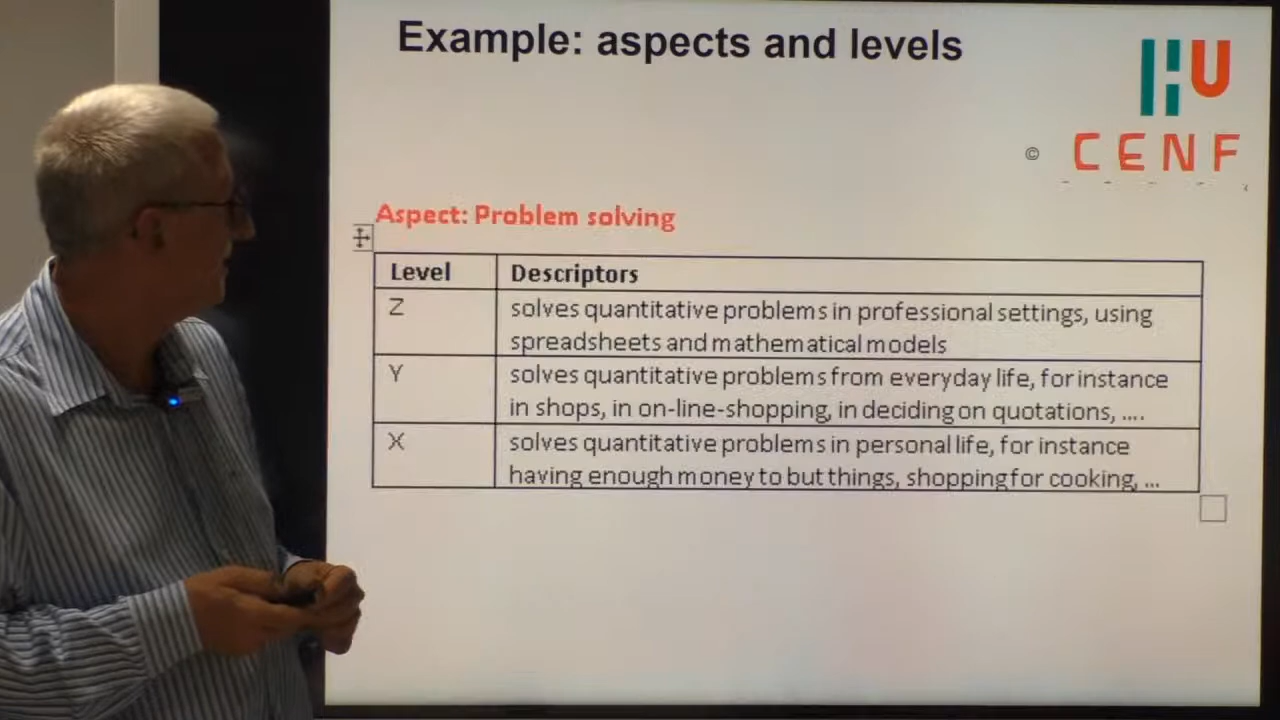 Example: aspects and levels
HU
© CENF
Aspect: Problem solving
Level Descriptors
Z solves quantitative problems in professional settings, using
spreadsheets and mathematical models
Y solves quantitative problems from everyday life, for instance
in shops, in on-line-shopping, in deciding on quotations, ....
X solves quantitative problems in personal life, for instance
having enough money to but things, shopping for cooking, ...